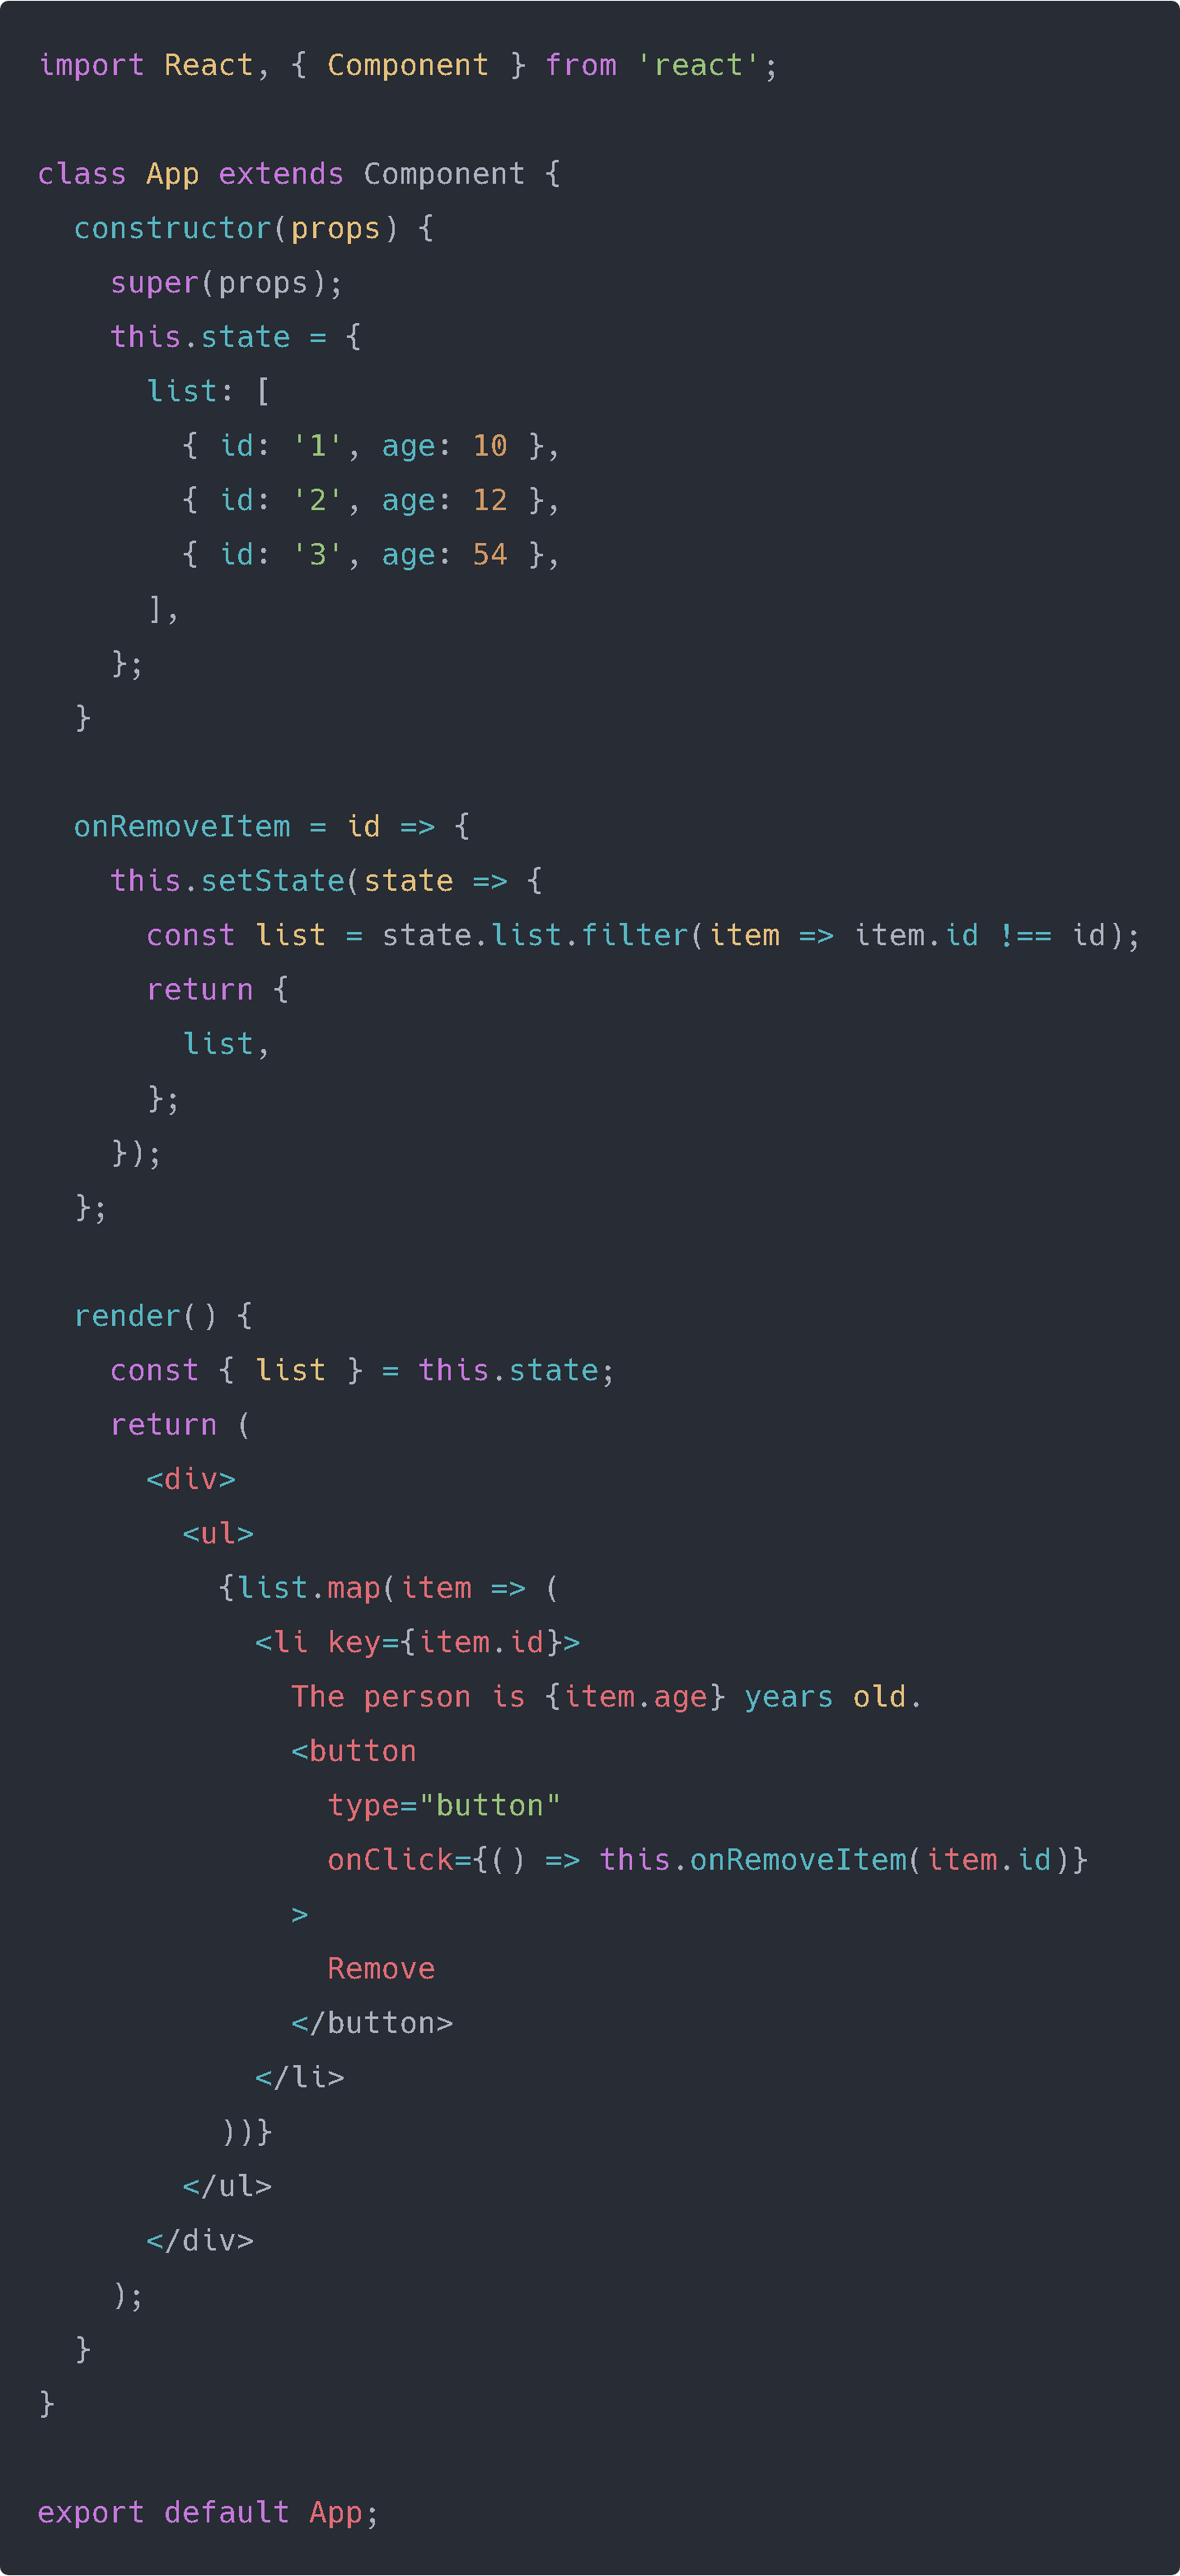 import React, { Component } from 'react';

class App extends Component {
  constructor(props) {
    super(props);
    this.state = {
      list: [
        { id: '1', age: 10 },
        { id: '2', age: 12 },
        { id: '3', age: 54 },
      ],
    };
  }

  onRemoveItem = id => {
    this.setState(state => {
      const list = state.list.filter(item => item.id !== id);
      return {
        list,
      };
    });
  };

  render() {
    const { list } = this.state;
    return (
      <div>
        <ul>
          {list.map(item => (
            <li key={item.id}>
              The person is {item.age} years old.
              <button
                type="button"
                onClick={() => this.onRemoveItem(item.id)}
              >
                Remove
              </button>
            </li>
          ))}
        </ul>
      </div>
    );
  }
}

export default App;